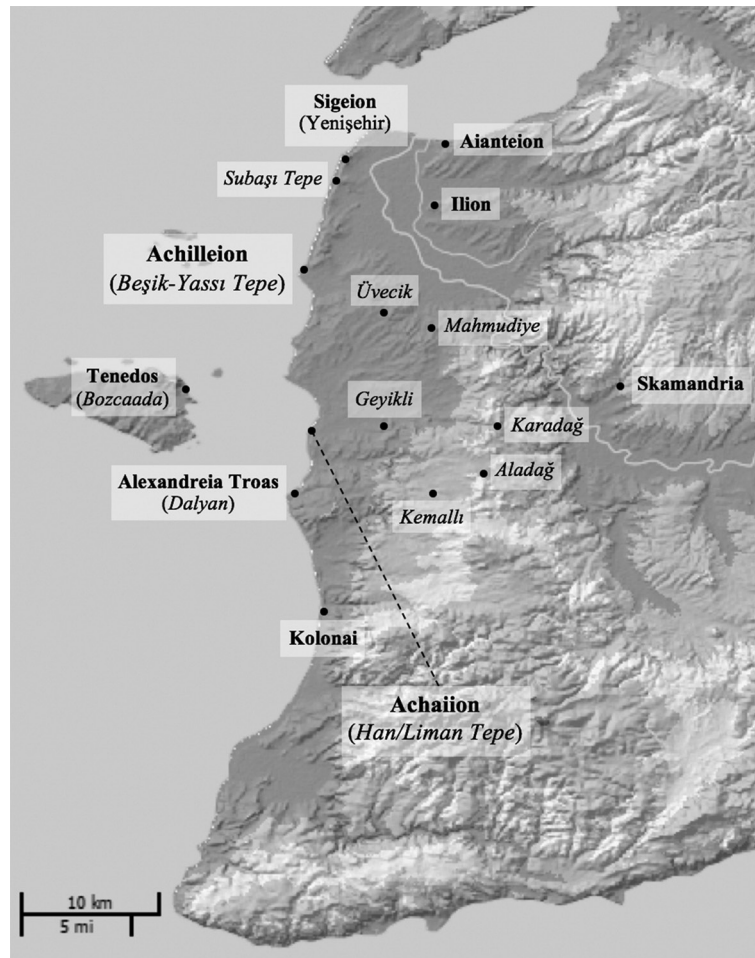 Sigeion
(Yenişehir)
Aianteion
Subaşı Tepe
Ilion
Achilleion
(Beşik-Yassı Tepe)
Üvecik
Mahmudiye
Tenedos
(Bozcaada)
Skamandria
Geyikli
Karadağ
Aladağ
Alexandreia Troas
(Dalyan)
Kemallı
Kolonai
Achaiion
(Han/Liman Tepe)
10 km
5 mi